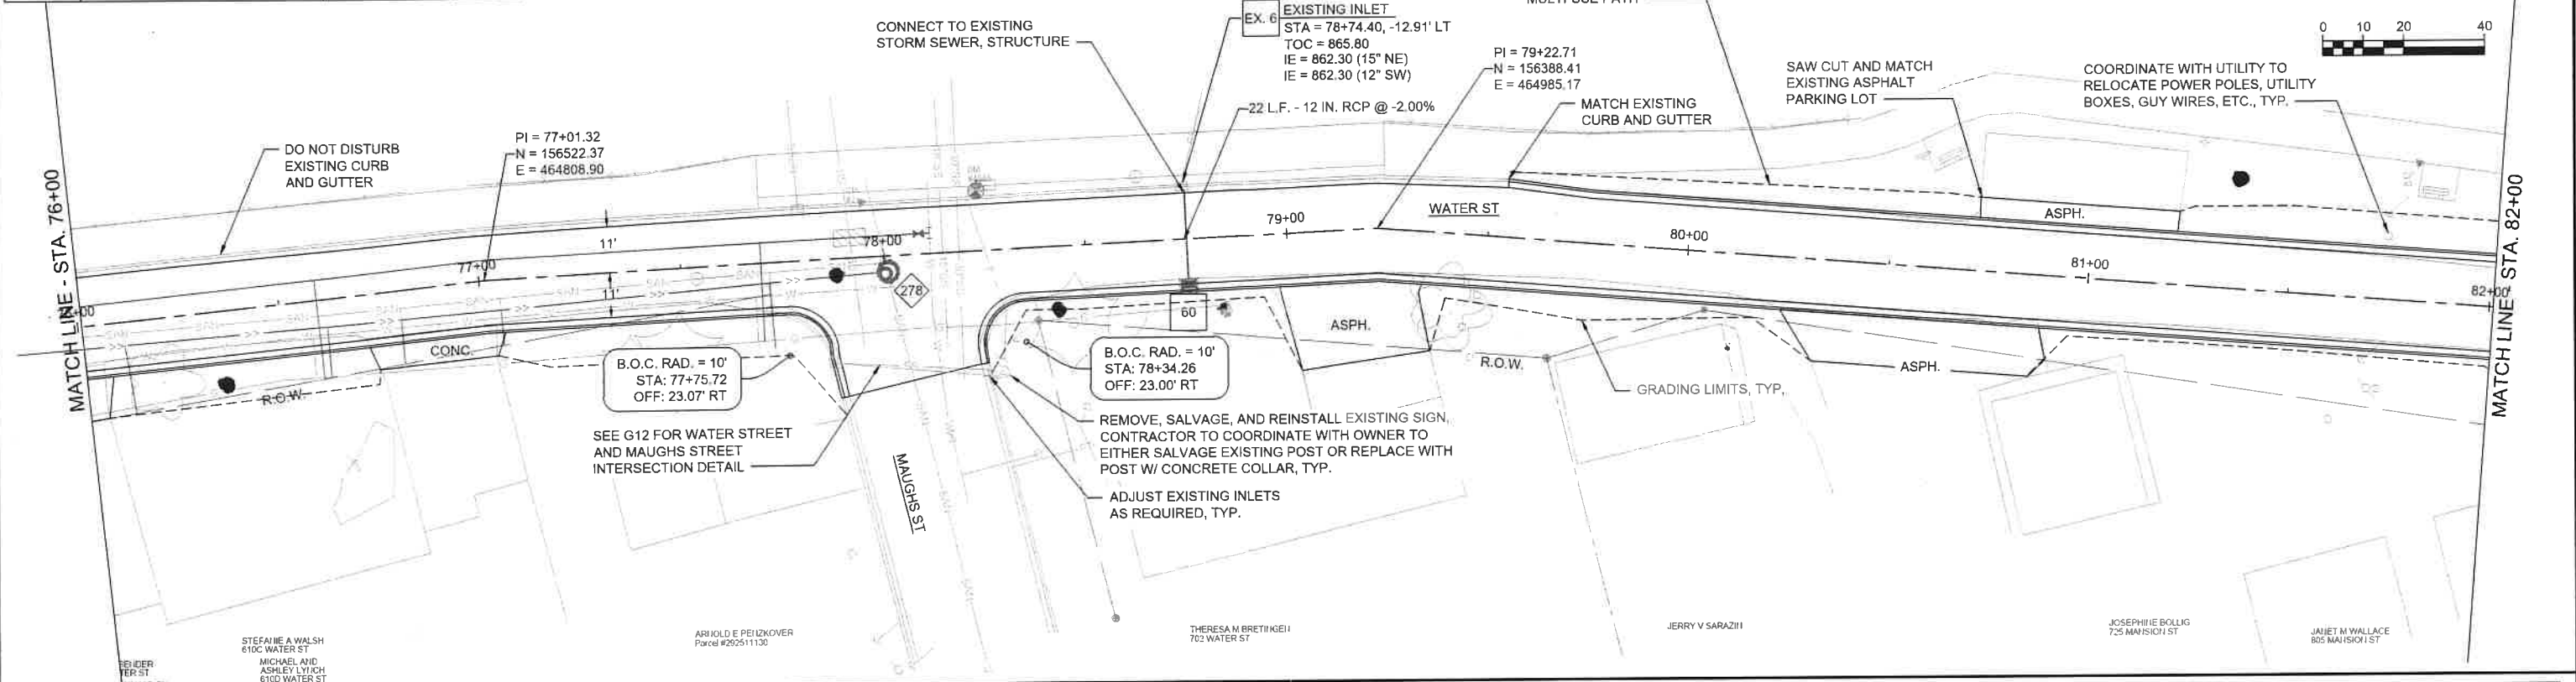 CONNECT TO EXISTING
STORM SEWER, STRUCTURE
EX. 6
EXISTING INLET
STA = 78+74.40, -12.91' LT
TOC = 865.80
IE = 862.30 (15" NE)
IE = 862.30 (12" SW)
22 L.F. - 12 IN. RCP @ -2.00%
PI = 79+22.71
N = 156388.41
E = 464985.17
MATCH EXISTING
CURB AND GUTTER
SAW CUT AND MATCH
EXISTING ASPHALT
PARKING LOT
COORDINATE WITH UTILITY TO
RELOCATE POWER POLES, UTILITY
BOXES, GUY WIRES, ETC., TYP.
0 10 20 40
DO NOT DISTURB
EXISTING CURB
AND GUTTER
PI = 77+01.32
N = 156522.37
E = 464808.90
MATCH LINE - STA. 76+00
77+00
11'
11'
78+00
278
79+00
WATER ST
80+00
81+00
82+00
ASPH.
MATCH LINE - STA. 82+00
CONC.
R.O.W.
B.O.C. RAD. = 10'
STA: 77+75.72
OFF: 23.07' RT
60
B.O.C. RAD. = 10'
STA: 78+34.26
OFF: 23.00' RT
ASPH.
R.O.W.
GRADING LIMITS, TYP.
ASPH.
SEE G12 FOR WATER STREET
AND MAUGHS STREET
INTERSECTION DETAIL
MAUGHS ST
REMOVE, SALVAGE, AND REINSTALL EXISTING SIGN,
CONTRACTOR TO COORDINATE WITH OWNER TO
EITHER SALVAGE EXISTING POST OR REPLACE WITH
POST W/ CONCRETE COLLAR, TYP.
ADJUST EXISTING INLETS
AS REQUIRED, TYP.
STEFANIE A WALSH
610C WATER ST
MICHAEL AND
ASHLEY LYNCH
610D WATER ST
ARNOLD E PENZKOVER
Parcel #292511130
THERESA M BRETINGEN
702 WATER ST
JERRY V SARAZIN
JOSEPHINE BOLLIG
725 MANSION ST
JANET M WALLACE
805 MANSION ST